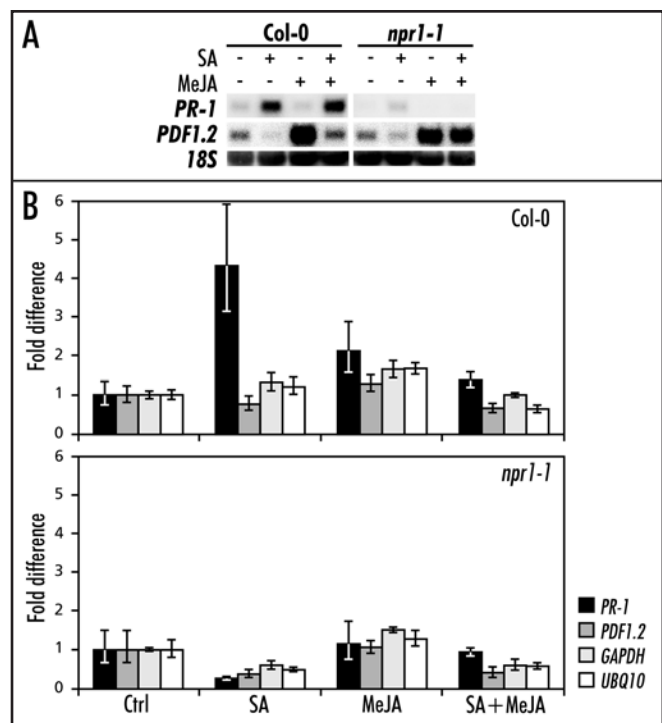 A
Col-0 npr1-1
SA - + - + - + - +
MeJA - - + + - - + +
PR-1
PDF1.2
18S
B
Col-0
Fold difference
6
5
4
3
2
1
0
npr1-1
Fold difference
6
5
4
3
2
1
0
Ctrl SA MeJA SA+MeJA
PR-1
PDF1.2
GAPDH
UBQ10